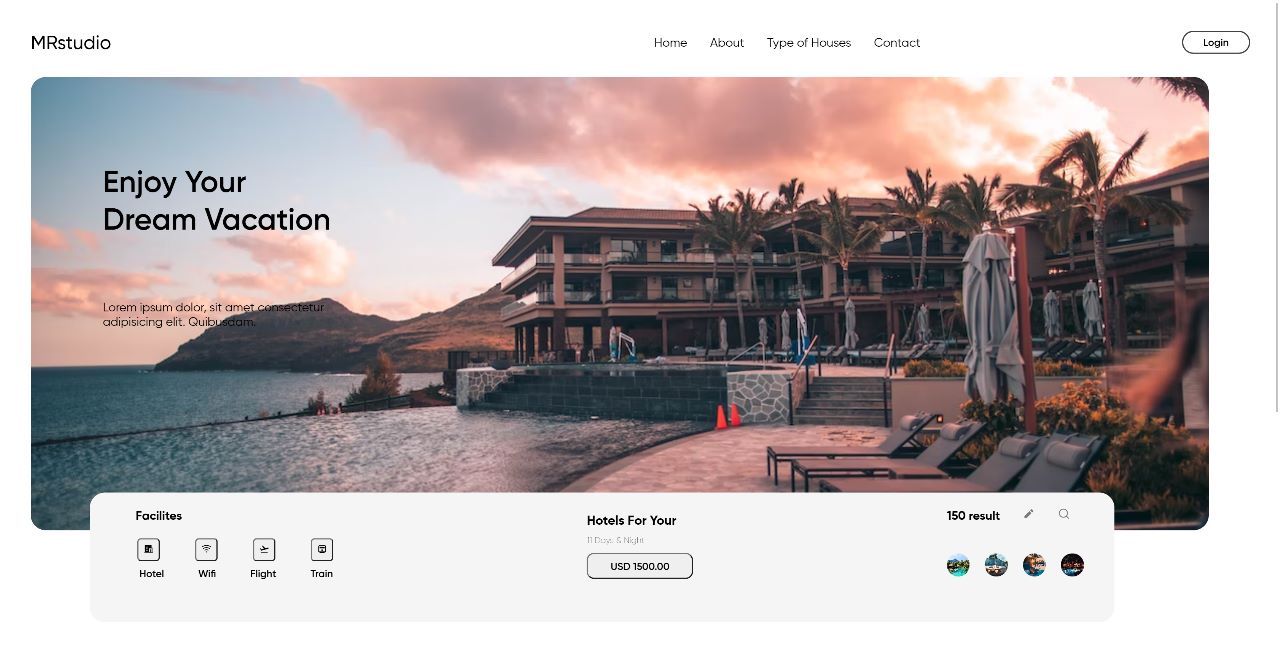 MRstudio
Home
About
Type of Houses
Contact
Login
Enjoy Your
Dream Vacation
Lorem ipsum dolor, sit amet consectetur
adipisicing elit. Quibusdam.
Facilites
Hotel
Wifi
Flight
Train
Hotels For Your
11 Days & Night
USD 1500.00
150 result